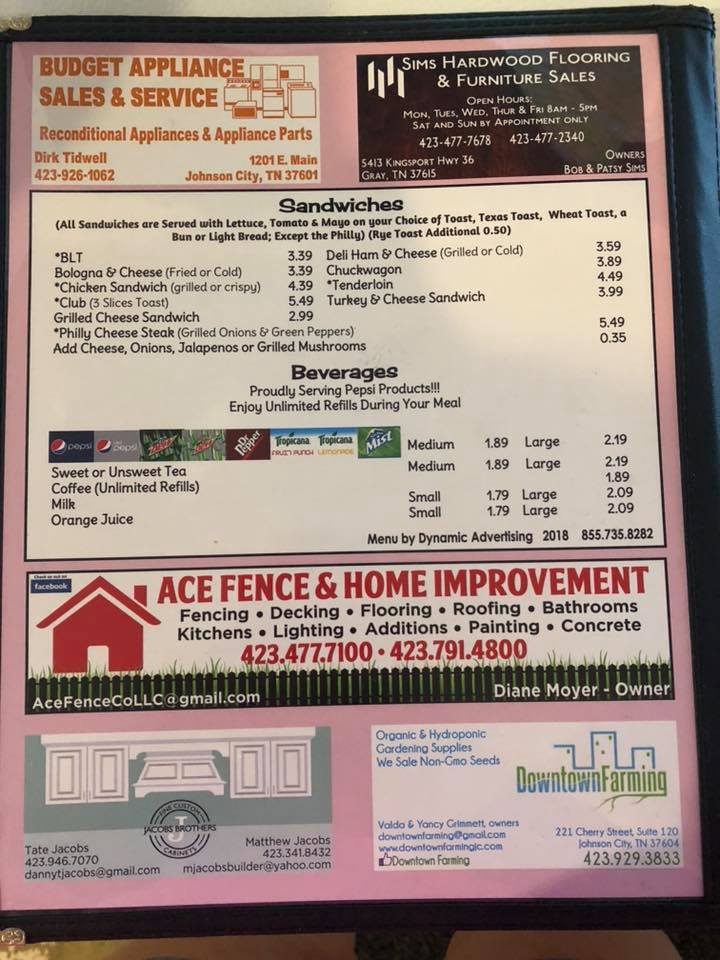 BUDGET APPLIANCE
SALES & SERVICE
Reconditional Appliances & Appliance Parts
Dirk Tidwell
423-926-1062
1201 E. Main
Johnson City, TN 37601
SIMS HARDWOOD FLOORING
& FURNITURE SALES
OPEN HOURS:
MON, TUES, WED, THUR & FRI 8AM - 5PM
SAT AND SUN BY APPOINTMENT ONLY
423-477-7678 423-477-2340
5413 KINGSPORT HWY 36
GRAY, TN 37615
OWNERS
BOB & PATSY SIMS
Sandwiches
(All Sandwiches are Served with Lettuce, Tomato & Mayo on your Choice of Toast, Texas Toast, Wheat Toast, a
Bun or Light Bread; Except the Philly) (Rye Toast Additional 0.50)
*BLT 3.39
Bologna & Cheese (Fried or Cold) 3.39
*Chicken Sandwich (grilled or crispy) 4.39
*Club (3 Slices Toast) 5.49
Grilled Cheese Sandwich 2.99
*Philly Cheese Steak (Grilled Onions & Green Peppers) 5.49
Add Cheese, Onions, Jalapenos or Grilled Mushrooms 0.35
Deli Ham & Cheese (Grilled or Cold) 3.59
Chuckwagon 3.89
*Tenderloin 4.49
Turkey & Cheese Sandwich 3.99
Beverages
Proudly Serving Pepsi Products!!!
Enjoy Unlimited Refills During Your Meal
pepsi pepsi Dr Pepper Tropicana FRUIT PUNCH Tropicana LEMONADE Mist Medium 1.89 Large 2.19
Sweet or Unsweet Tea Medium 1.89 Large 2.19
Coffee (Unlimited Refills) 1.89
Milk Small 1.79 Large 2.09
Orange Juice Small 1.79 Large 2.09
Menu by Dynamic Advertising 2018 855.735.8282
Check us out on
facebook
ACE FENCE & HOME IMPROVEMENT
Fencing • Decking • Flooring • Roofing • Bathrooms
Kitchens • Lighting • Additions • Painting • Concrete
423.477.7100 • 423.791.4800
AceFenceCoLLC@gmail.com
Diane Moyer - Owner
FINE CUSTOM
J
JACOBS BROTHERS
CABINETS
Tate Jacobs
423.946.7070
dannytjacobs@gmail.com
Matthew Jacobs
423.341.8432
mjacobsbuilder@yahoo.com
Organic & Hydroponic
Gardening Supplies
We Sale Non-Gmo Seeds
DowntownFarming
Valda & Yancy Grimmett, owners
downtownfarming@gmail.com
www.downtownfarmingjc.com
Downtown Farming
221 Cherry Street, Suite 120
Johnson City, TN 37604
423.929.3833